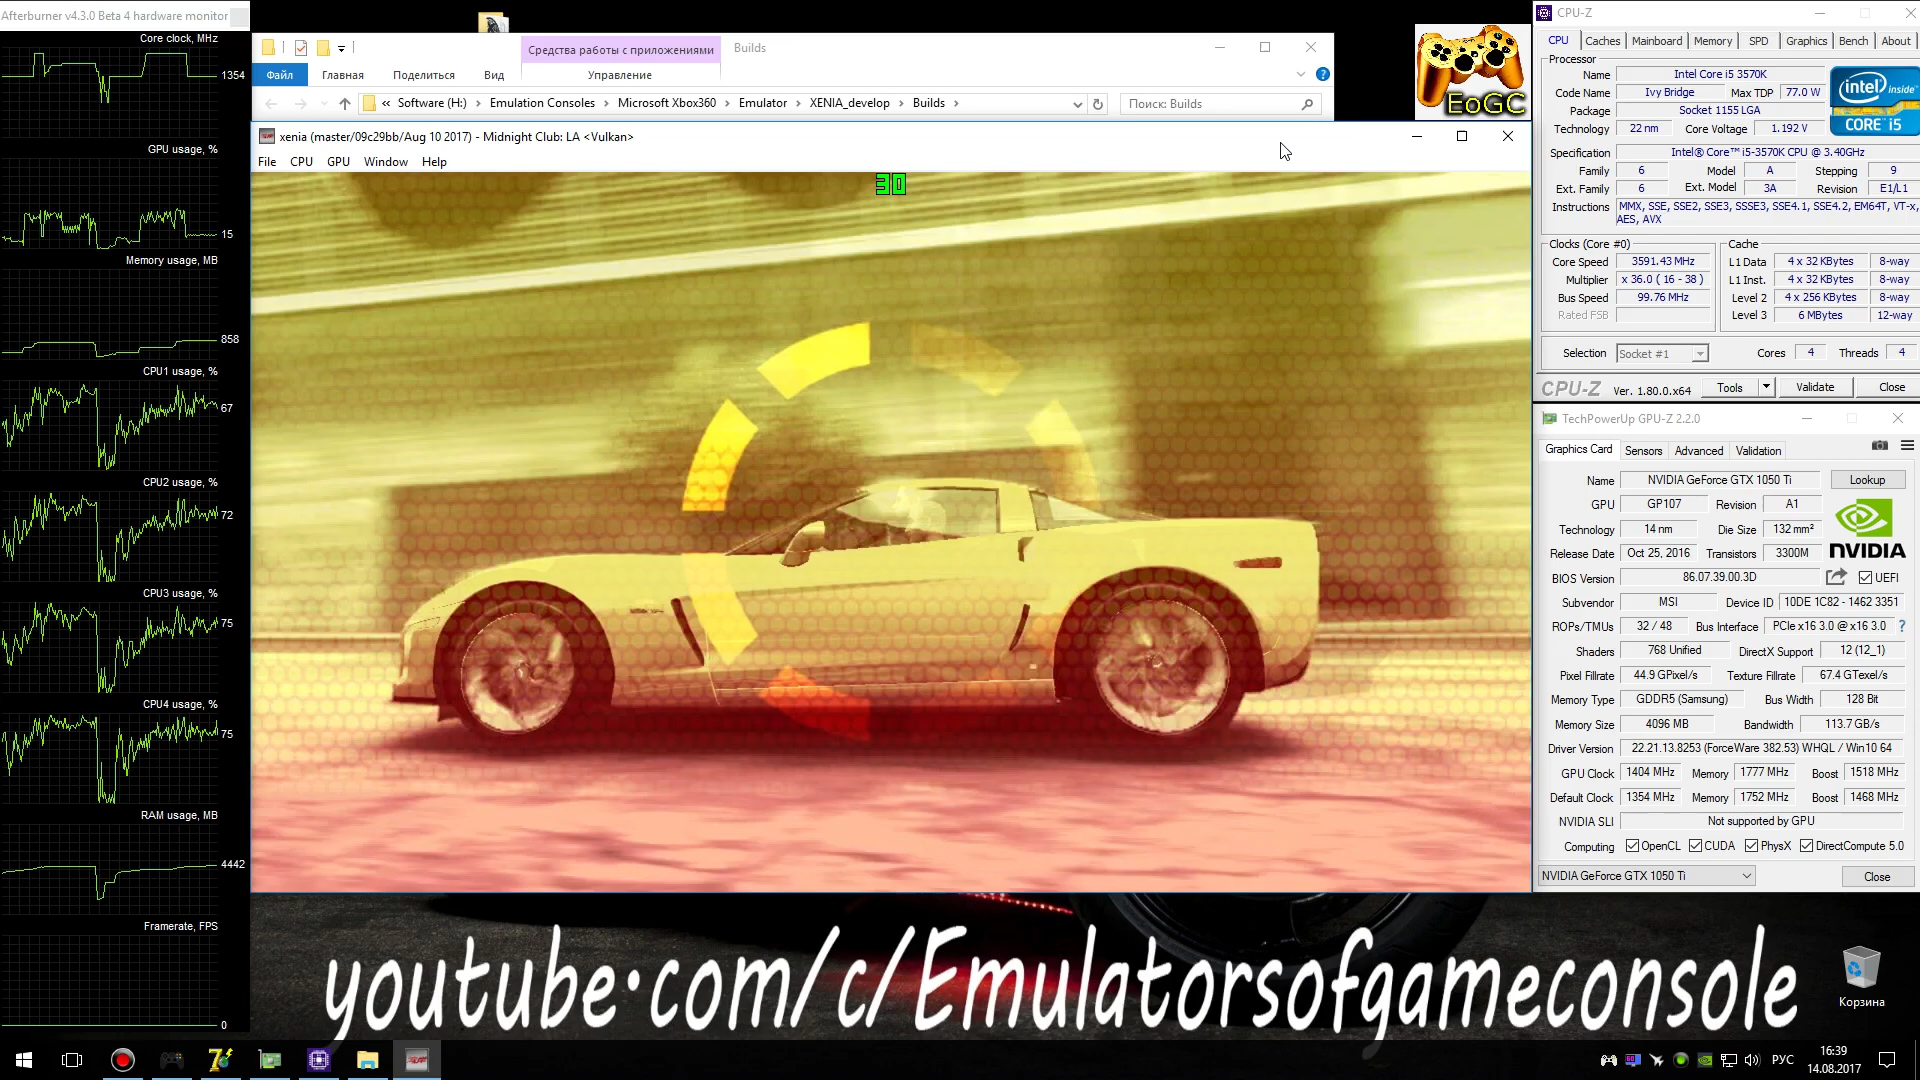 Afterburner v4.3.0 Beta 4 hardware monitor
Core clock, MHz
1354
GPU usage, %
15
Memory usage, MB
858
CPU1 usage, %
67
CPU2 usage, %
72
CPU3 usage, %
75
CPU4 usage, %
75
RAM usage, MB
4442
Framerate, FPS
0
Средства работы с приложениями
Builds
Файл
Главная
Поделиться
Вид
Управление
« Software (H:) > Emulation Consoles > Microsoft Xbox360 > Emulator > XENIA_develop > Builds >
Поиск: Builds
EoGC
xenia (master/09c29bb/Aug 10 2017) - Midnight Club: LA <Vulkan>
File CPU GPU Window Help
30
CPU-Z
CPU Caches Mainboard Memory SPD Graphics Bench About
Processor
Name Intel Core i5 3570K
Code Name Ivy Bridge Max TDP 77.0 W
Package Socket 1155 LGA
Technology 22 nm Core Voltage 1.192 V
intel inside™
CORE i5
Specification Intel® Core™ i5-3570K CPU @ 3.40GHz
Family 6 Model A Stepping 9
Ext. Family 6 Ext. Model 3A Revision E1/L1
Instructions MMX, SSE, SSE2, SSE3, SSSE3, SSE4.1, SSE4.2, EM64T, VT-x,
AES, AVX
Clocks (Core #0)
Core Speed 3591.43 MHz
Multiplier x 36.0 ( 16 - 38 )
Bus Speed 99.76 MHz
Rated FSB
Cache
L1 Data 4 x 32 KBytes 8-way
L1 Inst. 4 x 32 KBytes 8-way
Level 2 4 x 256 KBytes 8-way
Level 3 6 MBytes 12-way
Selection Socket #1 Cores 4 Threads 4
CPU-Z Ver. 1.80.0.x64 Tools Validate Close
TechPowerUp GPU-Z 2.2.0
Graphics Card Sensors Advanced Validation
Name NVIDIA GeForce GTX 1050 Ti Lookup
GPU GP107 Revision A1
Technology 14 nm Die Size 132 mm²
Release Date Oct 25, 2016 Transistors 3300M
NVIDIA
BIOS Version 86.07.39.00.3D UEFI
Subvendor MSI Device ID 10DE 1C82 - 1462 3351
ROPs/TMUs 32 / 48 Bus Interface PCIe x16 3.0 @ x16 3.0 ?
Shaders 768 Unified DirectX Support 12 (12_1)
Pixel Fillrate 44.9 GPixel/s Texture Fillrate 67.4 GTexel/s
Memory Type GDDR5 (Samsung) Bus Width 128 Bit
Memory Size 4096 MB Bandwidth 113.7 GB/s
Driver Version 22.21.13.8253 (ForceWare 382.53) WHQL / Win10 64
GPU Clock 1404 MHz Memory 1777 MHz Boost 1518 MHz
Default Clock 1354 MHz Memory 1752 MHz Boost 1468 MHz
NVIDIA SLI Not supported by GPU
Computing OpenCL CUDA PhysX DirectCompute 5.0
NVIDIA GeForce GTX 1050 Ti Close
youtube.com/c/Emulatorsofgameconsole
Корзина
РУС
16:39
14.08.2017